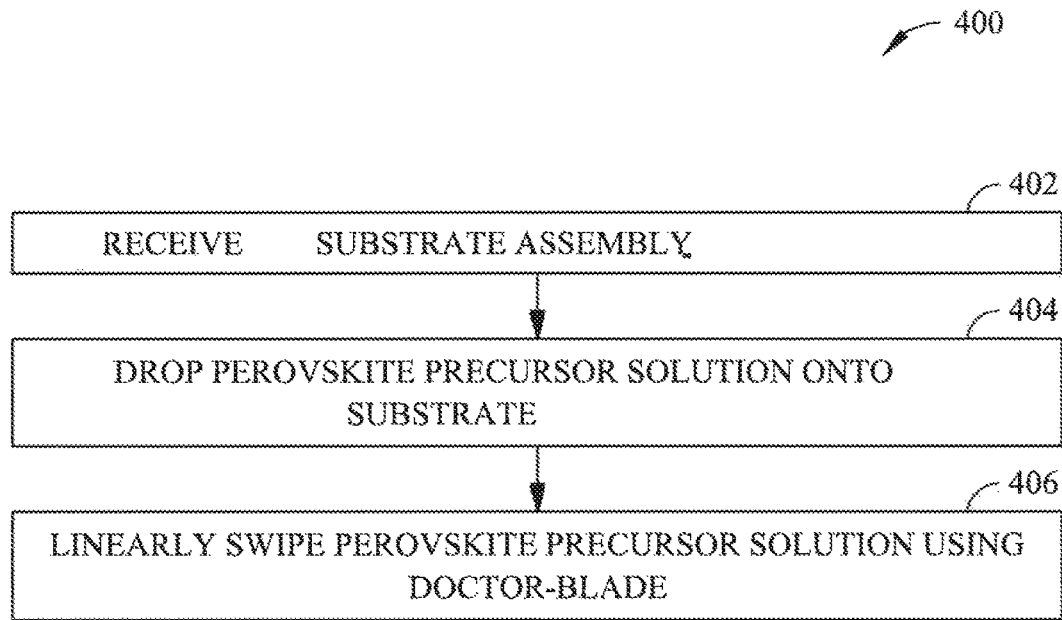 400
402
RECEIVE SUBSTRATE ASSEMBLY
404
DROP PEROVSKITE PRECURSOR SOLUTION ONTO
SUBSTRATE
406
LINEARLY SWIPE PEROVSKITE PRECURSOR SOLUTION USING
DOCTOR-BLADE